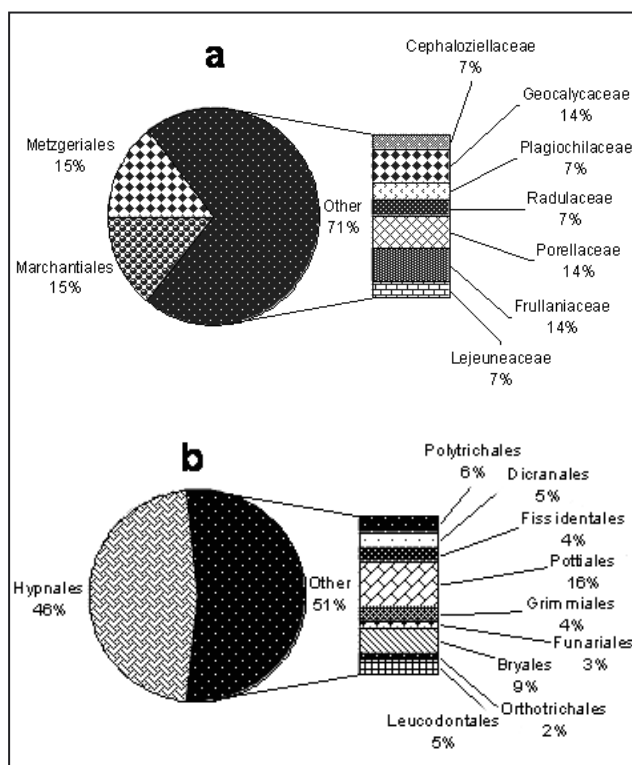 a
Cephaloziellaceae
7%
Geocalycaceae
14%
Metzgeriales
15%
Plagiochilaceae
7%
Radulaceae
7%
Other
71%
Porellaceae
14%
Marchantiales
15%
Frullaniaceae
14%
Lejeuneaceae
7%
b
Polytrichales
6%
Dicranales
5%
Fissidentales
4%
Pottiales
16%
Hypnales
46%
Other
51%
Grimmiales
4%
Funariales
3%
Bryales
9%
Orthotrichales
2%
Leucodontales
5%